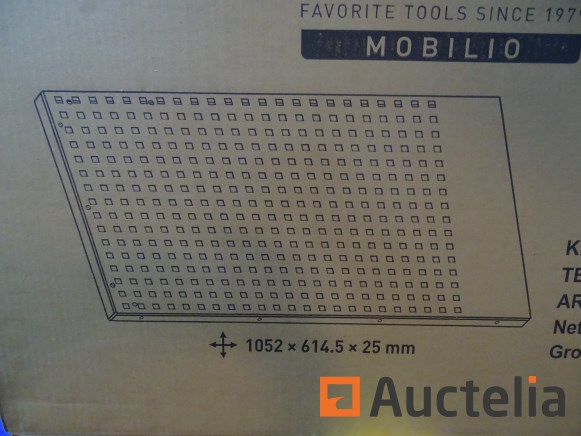 FAVORITE TOOLS SINCE 197
MOBILIO
1052 × 614.5 × 25 mm
K
TE
AR
Net
Gro
Auctelia